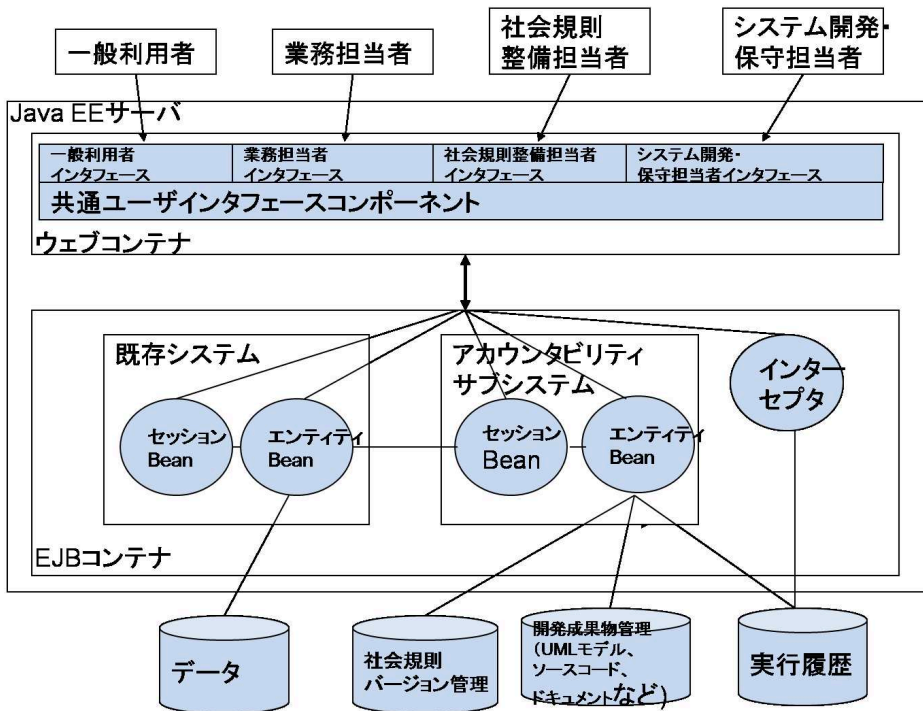 一般利用者
業務担当者
社会規則
整備担当者
システム開発・
保守担当者
Java EEサーバ
一般利用者
インタフェース
業務担当者
インタフェース
社会規則整備担当者
インタフェース
システム開発・
保守担当者インタフェース
共通ユーザインタフェースコンポーネント
ウェブコンテナ
既存システム
アカウンタビリティ
サブシステム
インター
セプタ
セッション
Bean
エンティティ
Bean
セッション
Bean
エンティティ
Bean
EJBコンテナ
データ
社会規則
バージョン管理
開発成果物管理
(UMLモデル、
ソースコード、
ドキュメントなど)
実行履歴